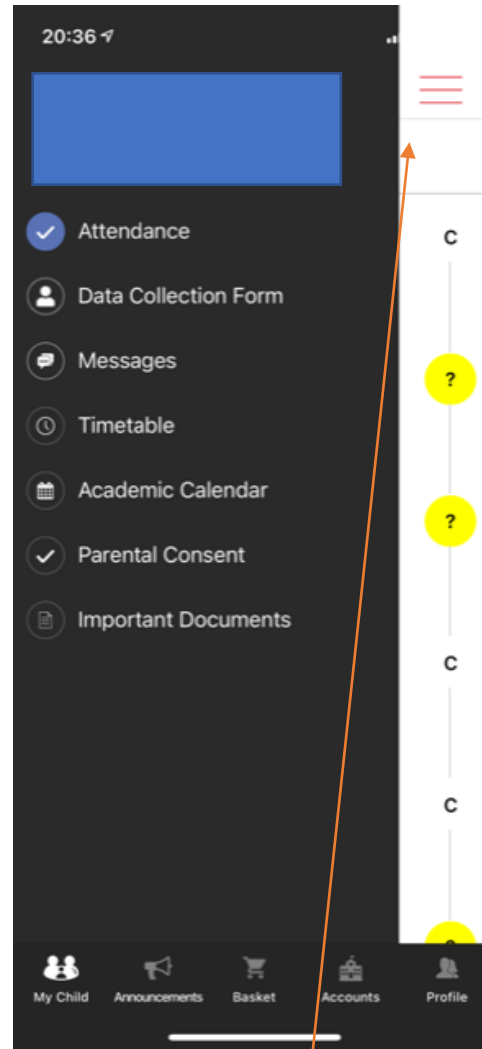 20:36
Attendance
C
Data Collection Form
Messages
?
Timetable
Academic Calendar
?
Parental Consent
Important Documents
C
C
?
My Child Announcements Basket Accounts Profile